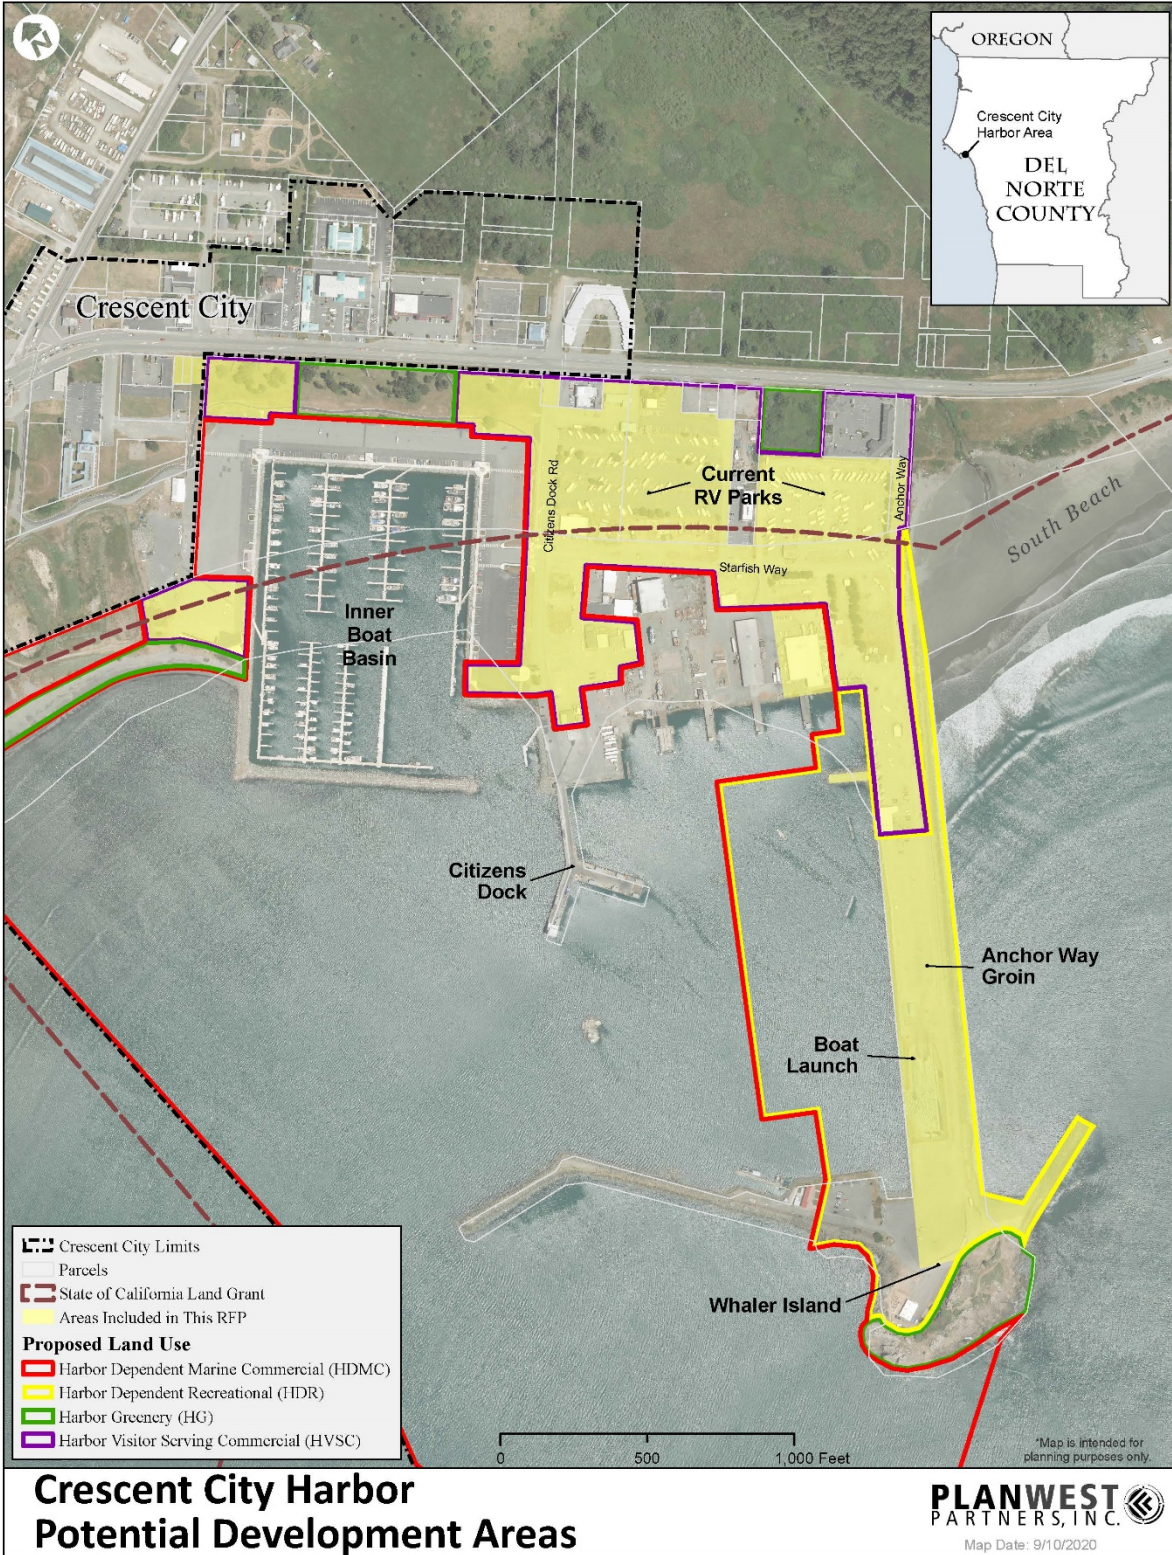 N
OREGON
Crescent City
Harbor Area
DEL
NORTE
COUNTY
Crescent City
Current
RV Parks
Citizens Dock Rd
Anchor Way
South Beach
Starfish Way
Inner
Boat
Basin
Citizens
Dock
Anchor Way
Groin
Boat
Launch
Whaler Island
Crescent City Limits
Parcels
State of California Land Grant
Areas Included in This RFP
Proposed Land Use
Harbor Dependent Marine Commercial (HDMC)
Harbor Dependent Recreational (HDR)
Harbor Greenery (HG)
Harbor Visitor Serving Commercial (HVSC)
0 500 1,000 Feet
*Map is intended for
planning purposes only.
Crescent City Harbor
Potential Development Areas
PLANWEST
PARTNERS, INC.
Map Date: 9/10/2020